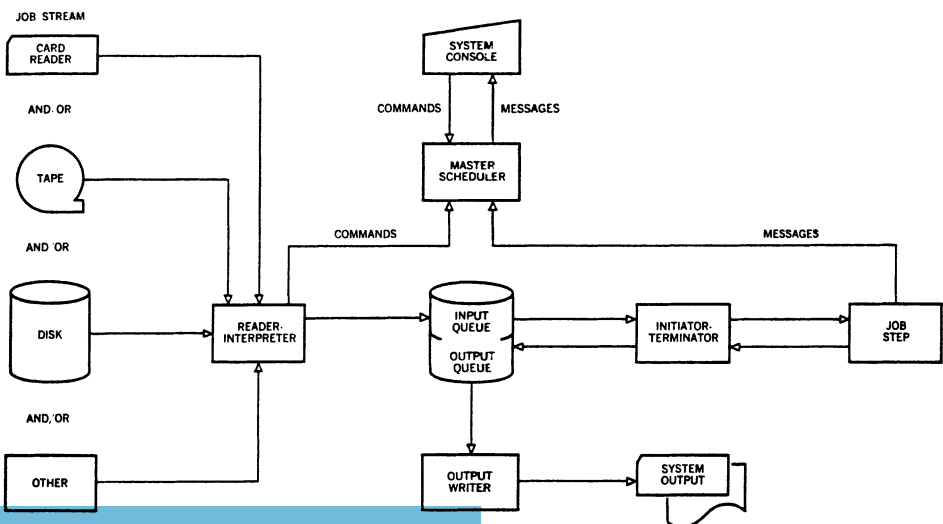 JOB STREAM
CARD
READER
AND. OR
TAPE
AND 'OR
DISK
AND,'OR
OTHER
READER-
INTERPRETER
SYSTEM
CONSOLE
COMMANDS
MESSAGES
MASTER
SCHEDULER
COMMANDS
MESSAGES
INPUT
QUEUE
OUTPUT
QUEUE
INITIATOR-
TERMINATOR
JOB
STEP
OUTPUT
WRITER
SYSTEM
OUTPUT